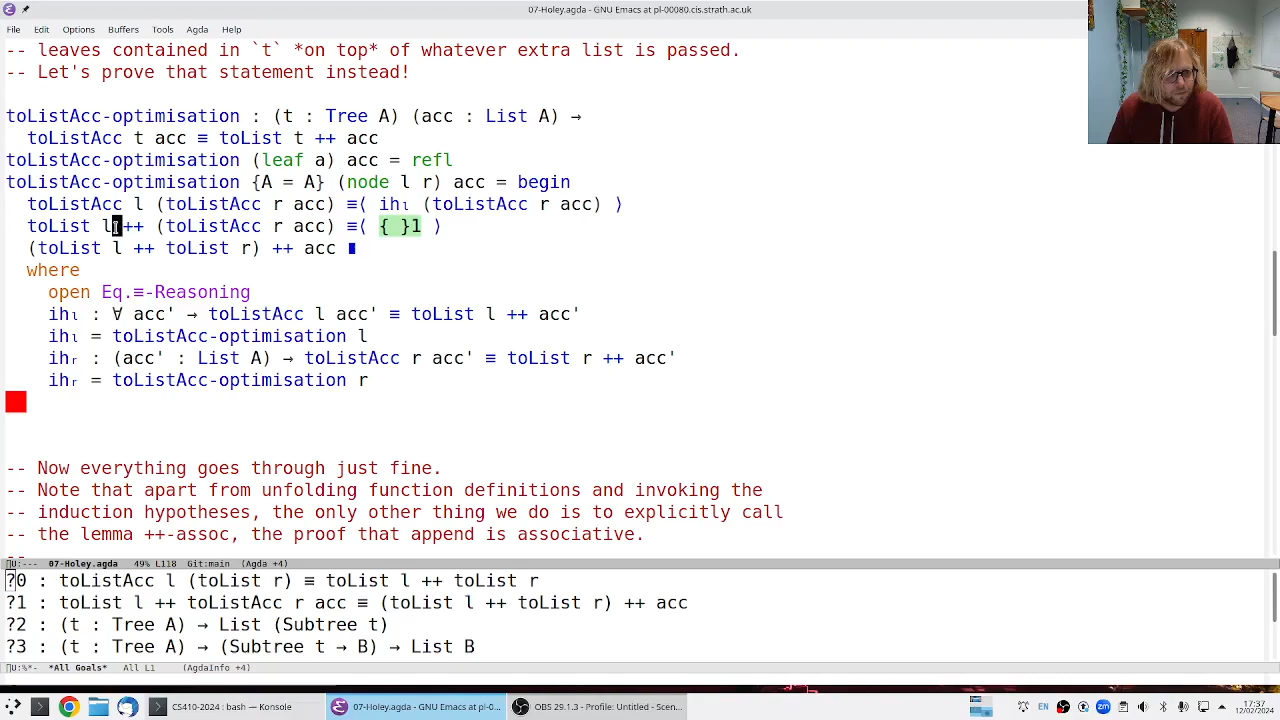 07-Holey.agda - GNU Emacs at pl-00080.cis.strath.ac.uk
File Edit Options Buffers Tools Agda Help
-- leaves contained in `t` *on top* of whatever extra list is passed.
-- Let's prove that statement instead!
toListAcc-optimisation : (t : Tree A) (acc : List A) →
toListAcc t acc ≡ toList t ++ acc
toListAcc-optimisation (leaf a) acc = refl
toListAcc-optimisation {A = A} (node l r) acc = begin
toListAcc l (toListAcc r acc) ≡⟨ ihₗ (toListAcc r acc) ⟩
toList l ++ (toListAcc r acc) ≡⟨ { }1 ⟩
(toList l ++ toList r) ++ acc ∎
where
open Eq.≡-Reasoning
ihₗ : ∀ acc' → toListAcc l acc' ≡ toList l ++ acc'
ihₗ = toListAcc-optimisation l
ihᵣ : (acc' : List A) → toListAcc r acc' ≡ toList r ++ acc'
ihᵣ = toListAcc-optimisation r
-- Now everything goes through just fine.
-- Note that apart from unfolding function definitions and invoking the
-- induction hypotheses, the only other thing we do is to explicitly call
-- the lemma ++-assoc, the proof that append is associative.
--
U:--- 07-Holey.agda 49% L118 Git:main (Agda +4)
?0 : toListAcc l (toList r) ≡ toList l ++ toList r
?1 : toList l ++ toListAcc r acc ≡ (toList l ++ toList r) ++ acc
?2 : (t : Tree A) → List (Subtree t)
?3 : (t : Tree A) → (Subtree t → B) → List B
U:%*- *All Goals* All L1 (AgdaInfo +4)
CS410-2024 : bash — Kons 07-Holey.agda - GNU Emacs at pl-0... OBS 29.1.3 - Profile: Untitled - Scen... EN zm 17:37
12/02/2024